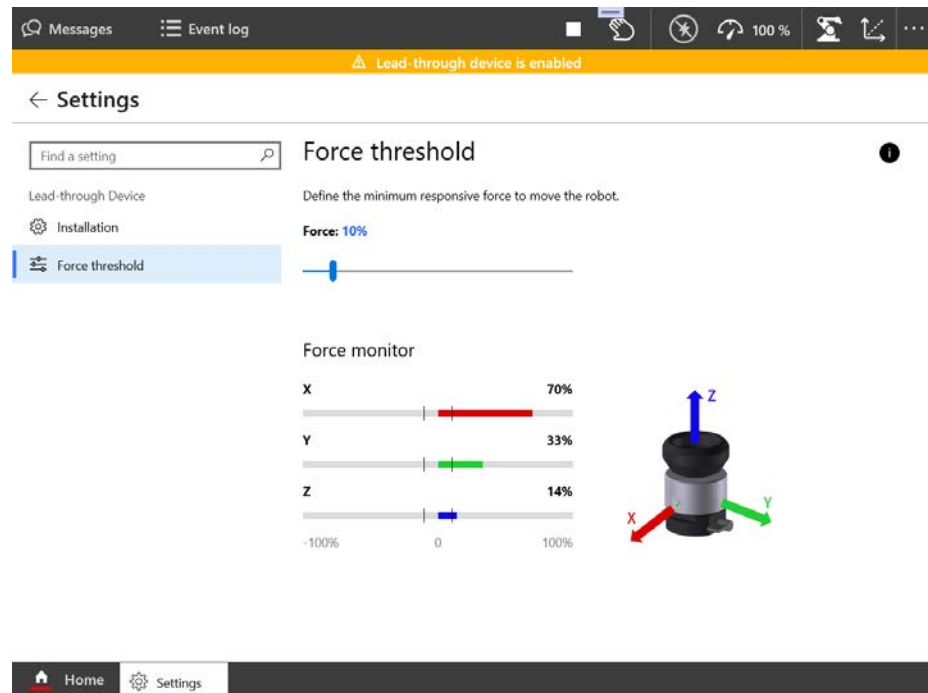 Messages
Event log
100 %
Lead-through device is enabled
Settings
Find a setting
Lead-through Device
Installation
Force threshold
Force threshold
Define the minimum responsive force to move the robot.
Force: 10%
Force monitor
X 70%
Y 33%
Z 14%
-100% 0 100%
Z
X
Y
Home
Settings